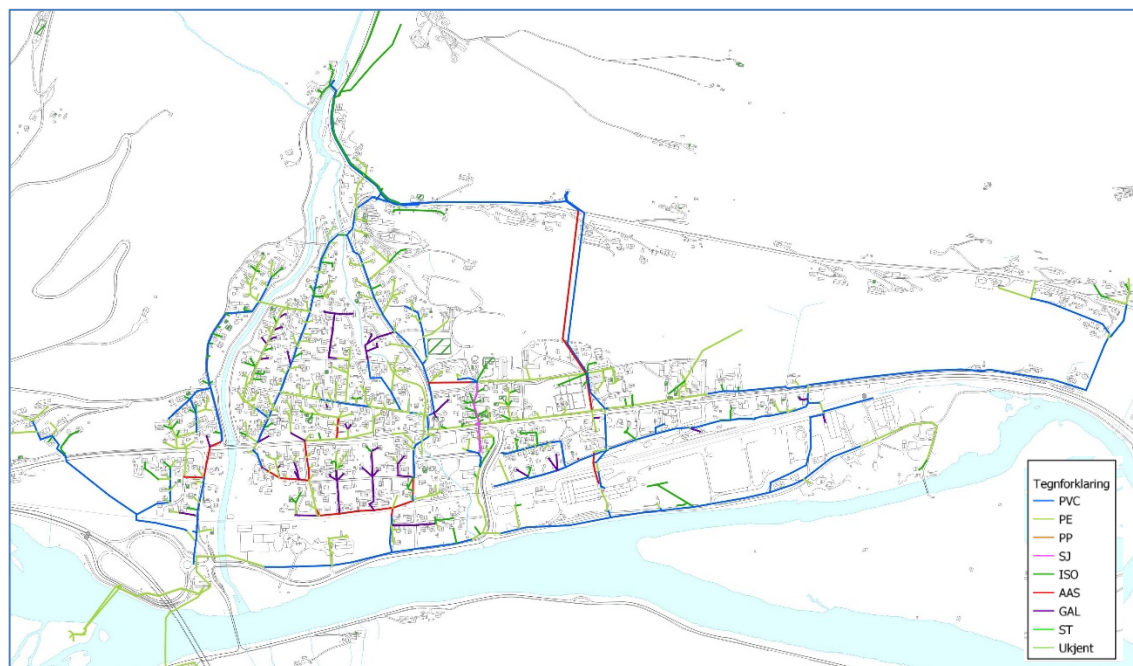 Tegnforklaring
PVC
PE
PP
SJ
ISO
AAS
GAL
ST
Ukjent